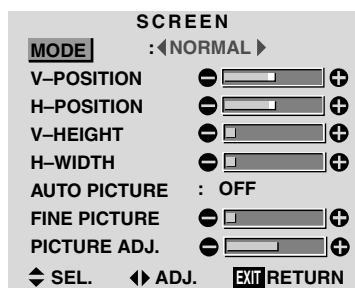 SCREEN
MODE : NORMAL
V–POSITION
H–POSITION
V–HEIGHT
H–WIDTH
AUTO PICTURE : OFF
FINE PICTURE
PICTURE ADJ.
SEL. ADJ. EXIT RETURN